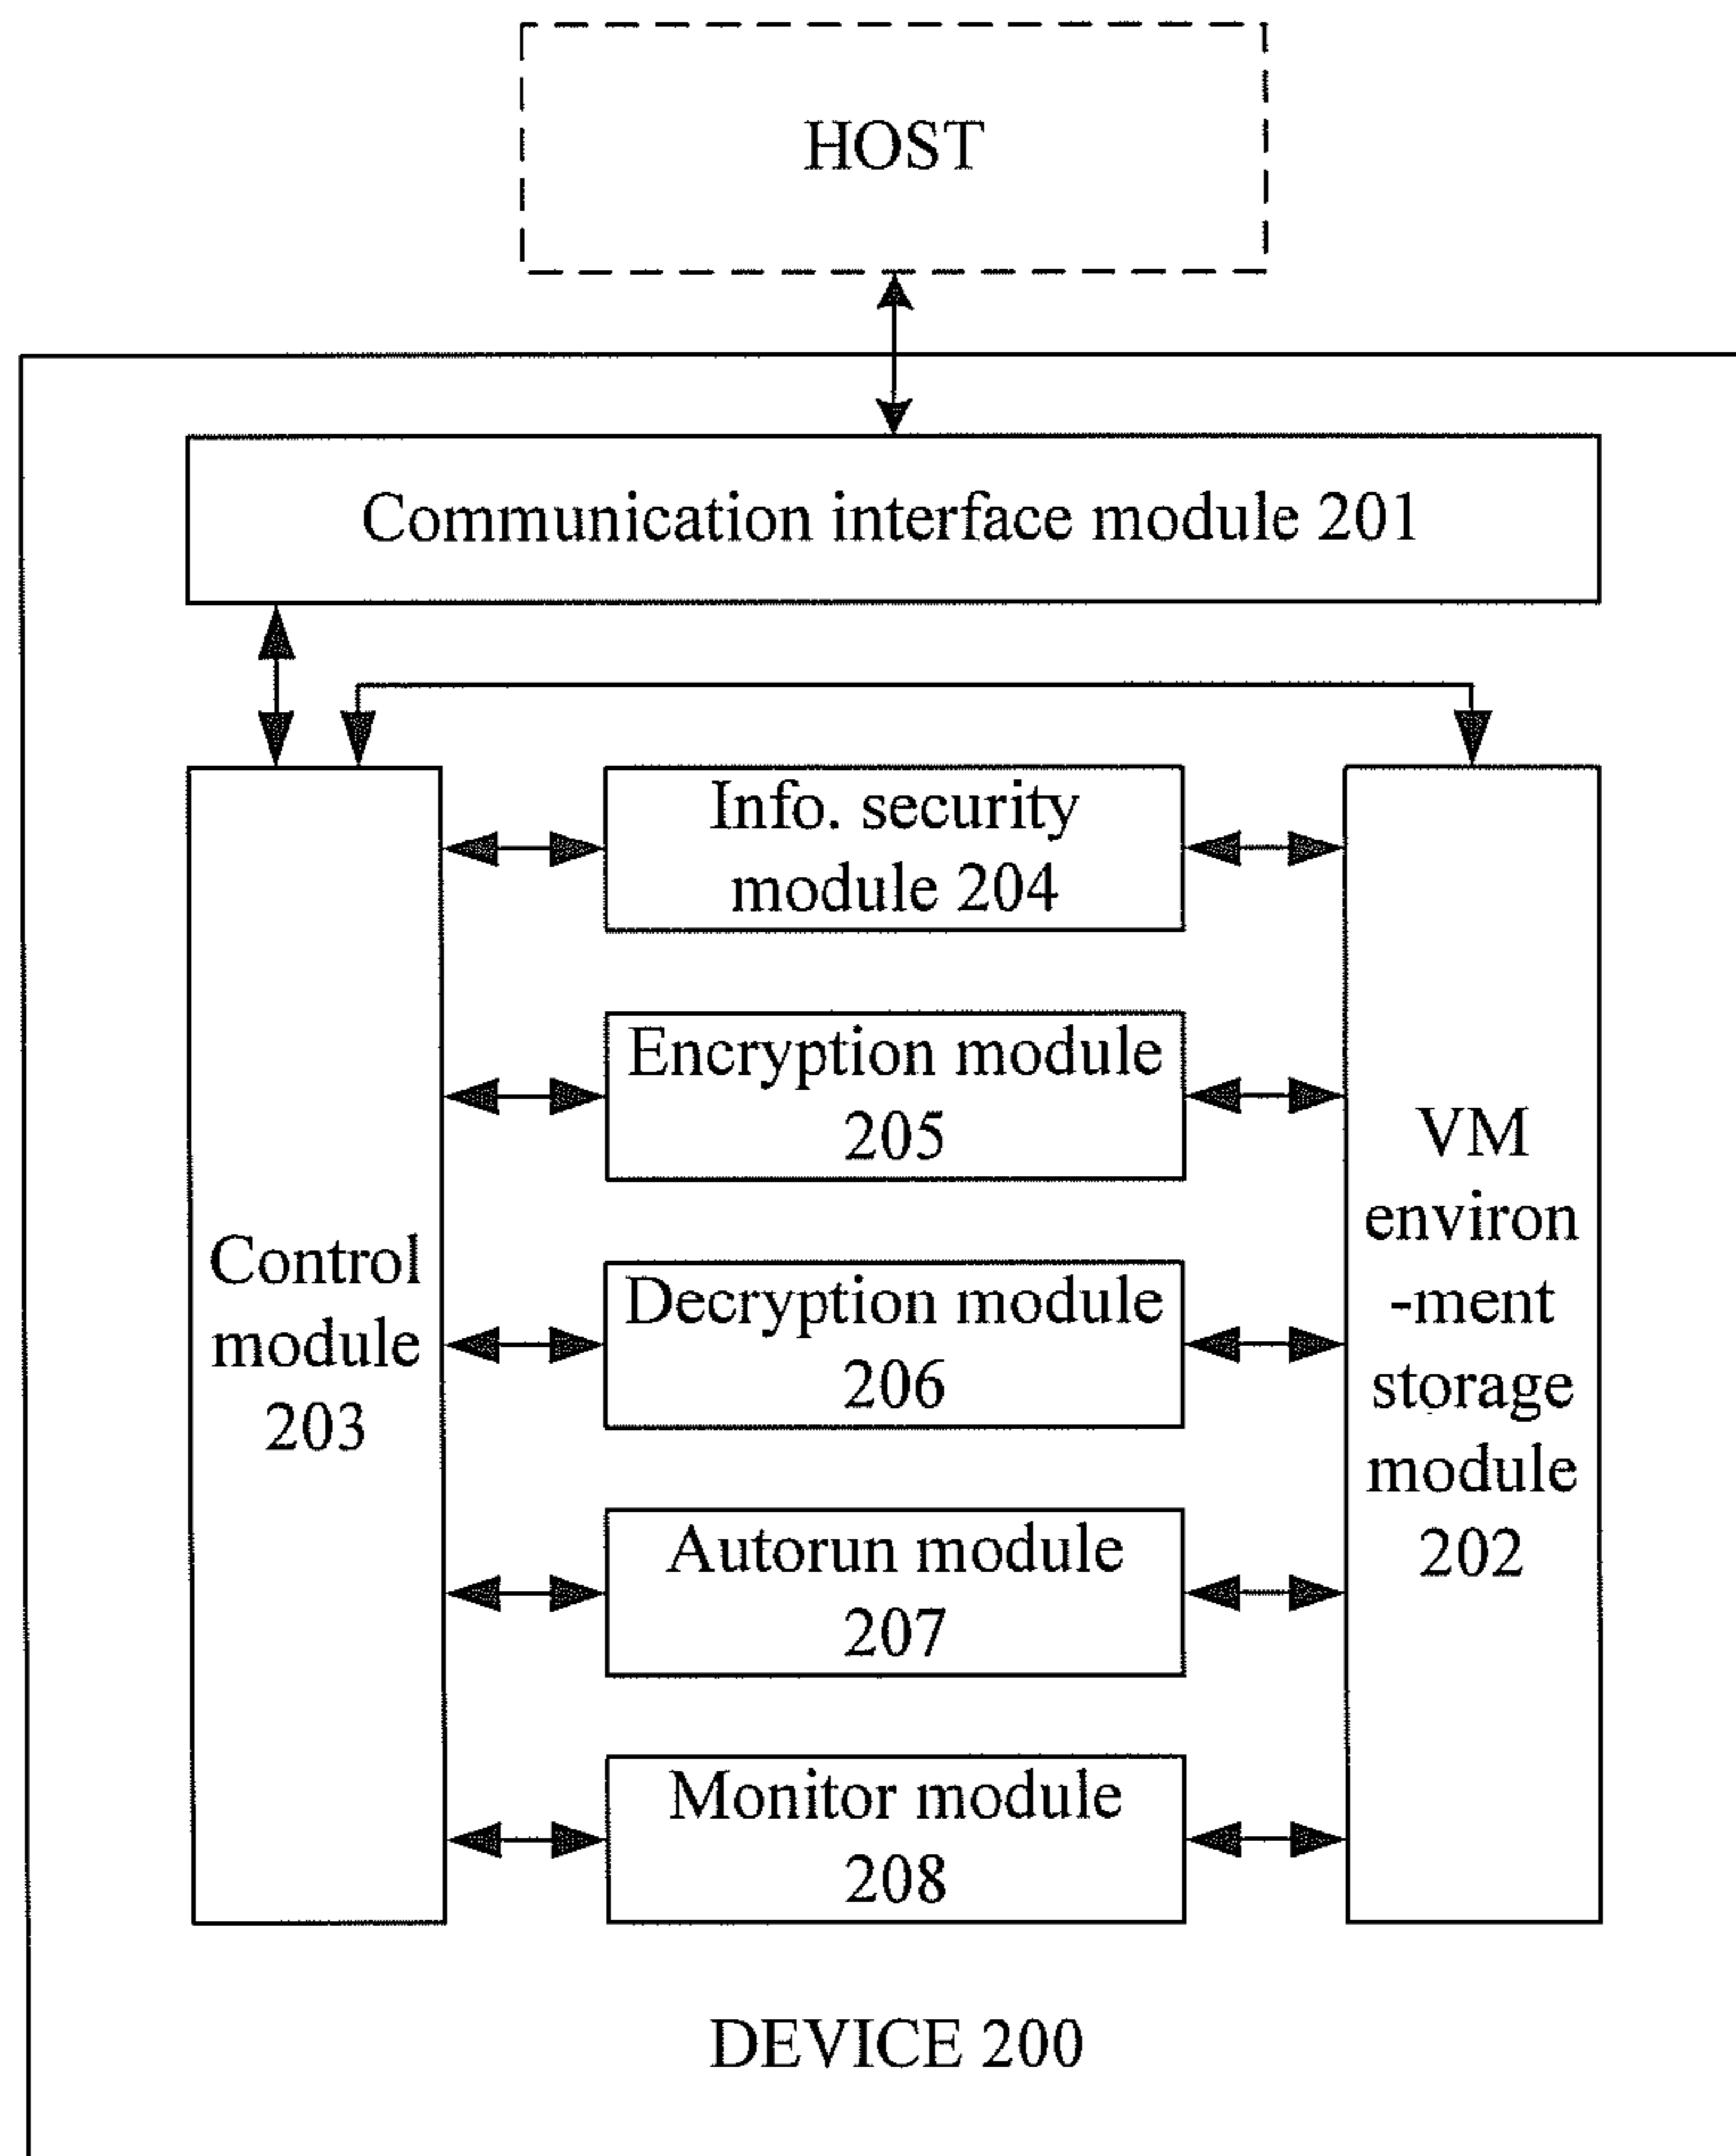 HOST
Communication interface module 201
Info. security
module 204
Encryption module
205
Decryption module
206
Autorun module
207
Monitor module
208
Control
module
203
VM
environ
-ment
storage
module
202
DEVICE 200